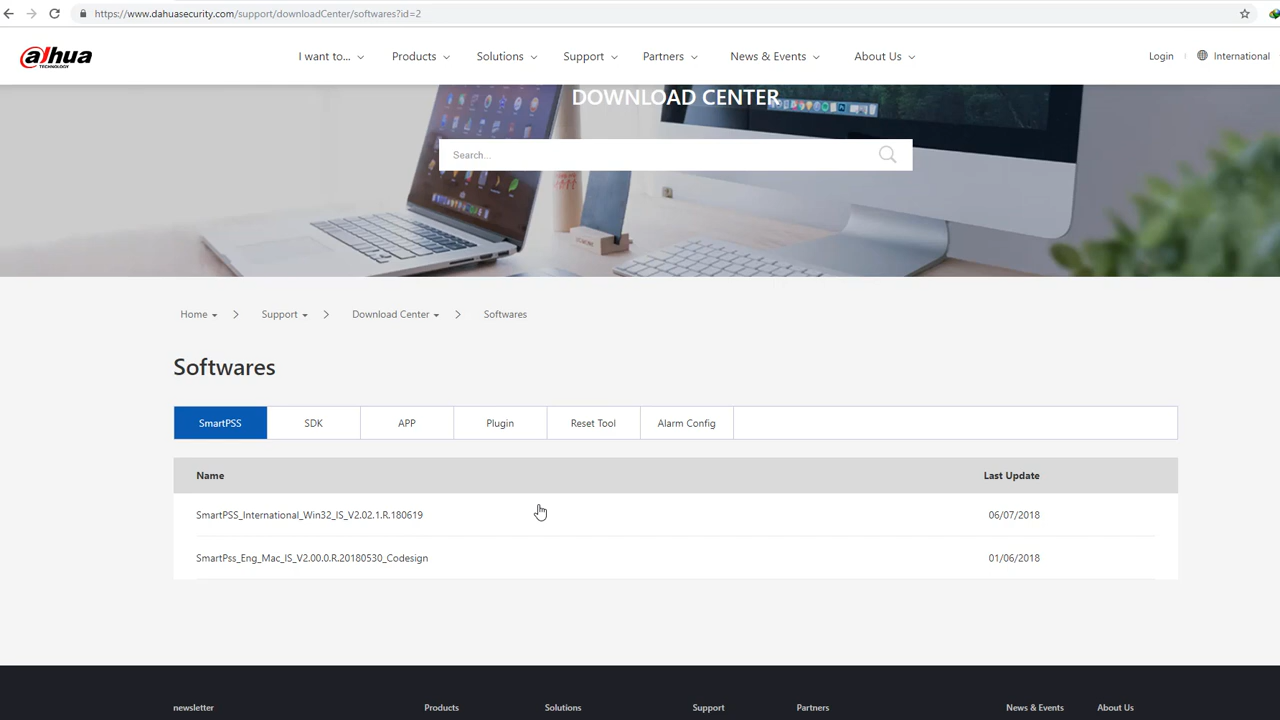 https://www.dahuasecurity.com/support/downloadCenter/softwares?id=2
alhua
TECHNOLOGY
I want to... Products Solutions Support Partners News & Events About Us Login International
DOWNLOAD CENTER
Search...
Home > Support > Download Center > Softwares
Softwares
SmartPSS SDK APP Plugin Reset Tool Alarm Config
Name Last Update
SmartPSS_International_Win32_IS_V2.02.1.R.180619 06/07/2018
SmartPss_Eng_Mac_IS_V2.00.0.R.20180530_Codesign 01/06/2018
newsletter Products Solutions Support Partners News & Events About Us